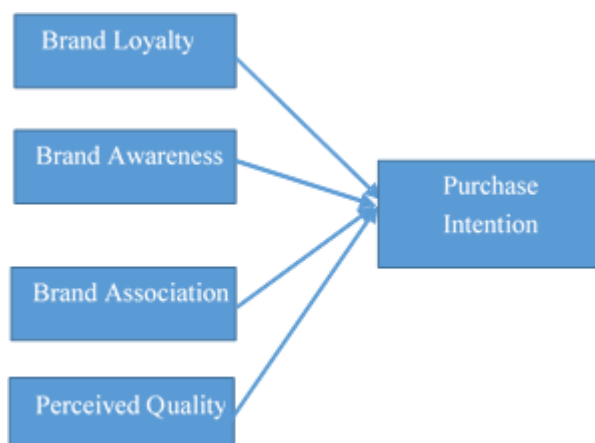 Brand Loyalty
Brand Awareness
Brand Association
Perceived Quality
Purchase
Intention